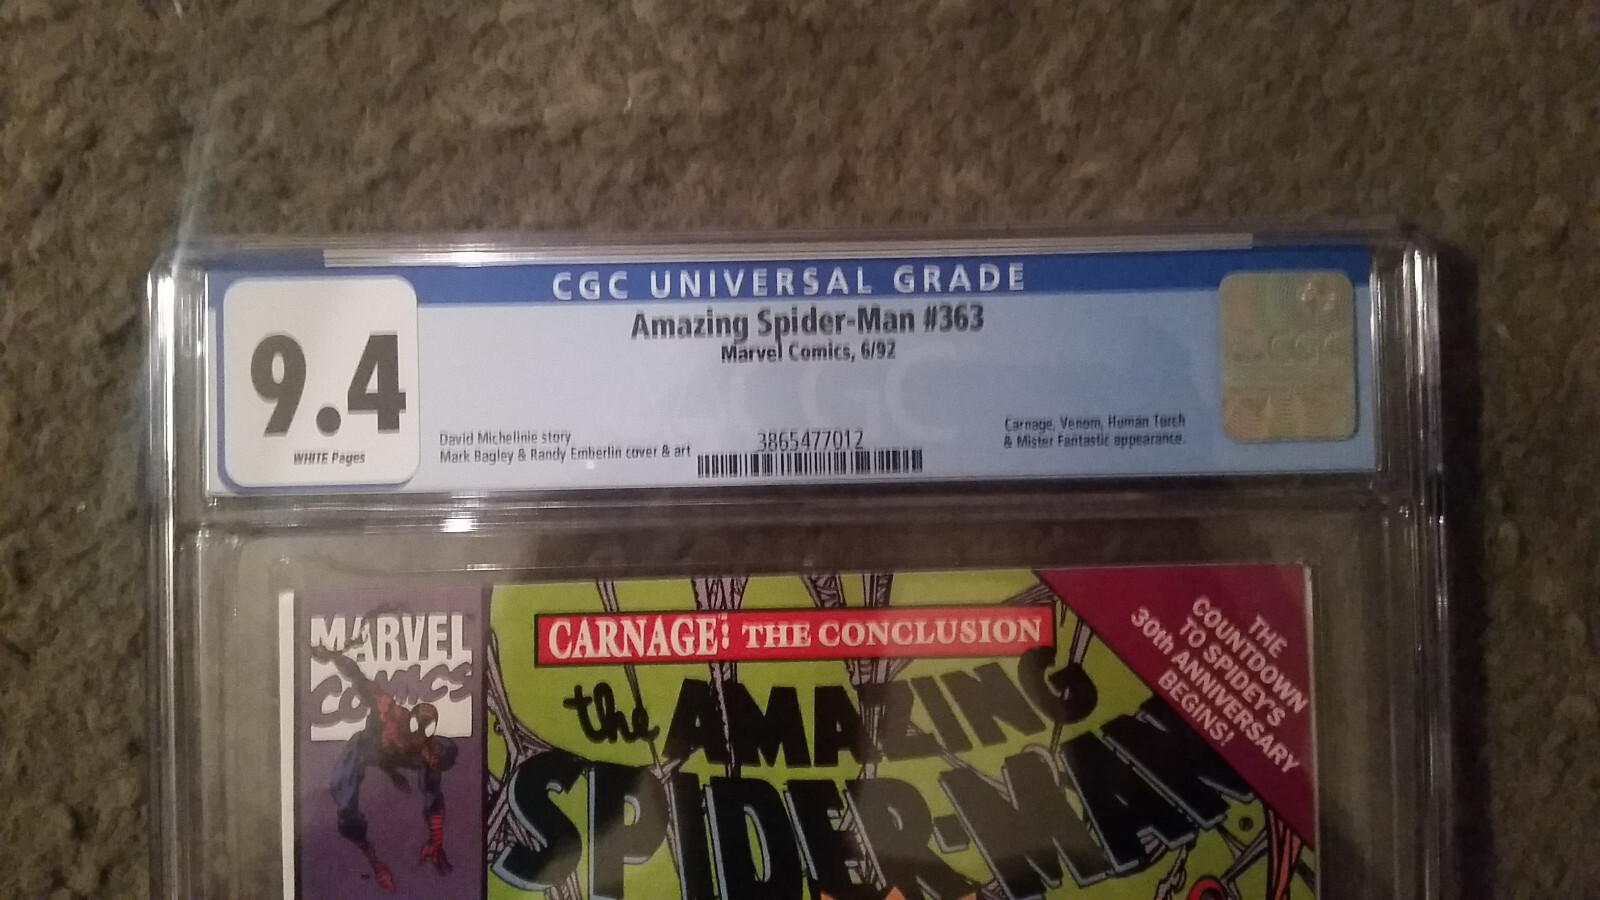 CGC UNIVERSAL GRADE
9.4
WHITE Pages
Amazing Spider-Man #363
Marvel Comics, 6/92
David Michelinie story
Mark Bagley & Randy Emberlin cover & art
3865477012
Carnage, Venom, Human Torch
& Mister Fantastic appearance.
CGC
MARVEL
COMICS
CARNAGE: THE CONCLUSION
the AMAZING
SPIDER-MAN
THE
COUNTDOWN
TO SPIDEY'S
30th ANNIVERSARY
BEGINS!